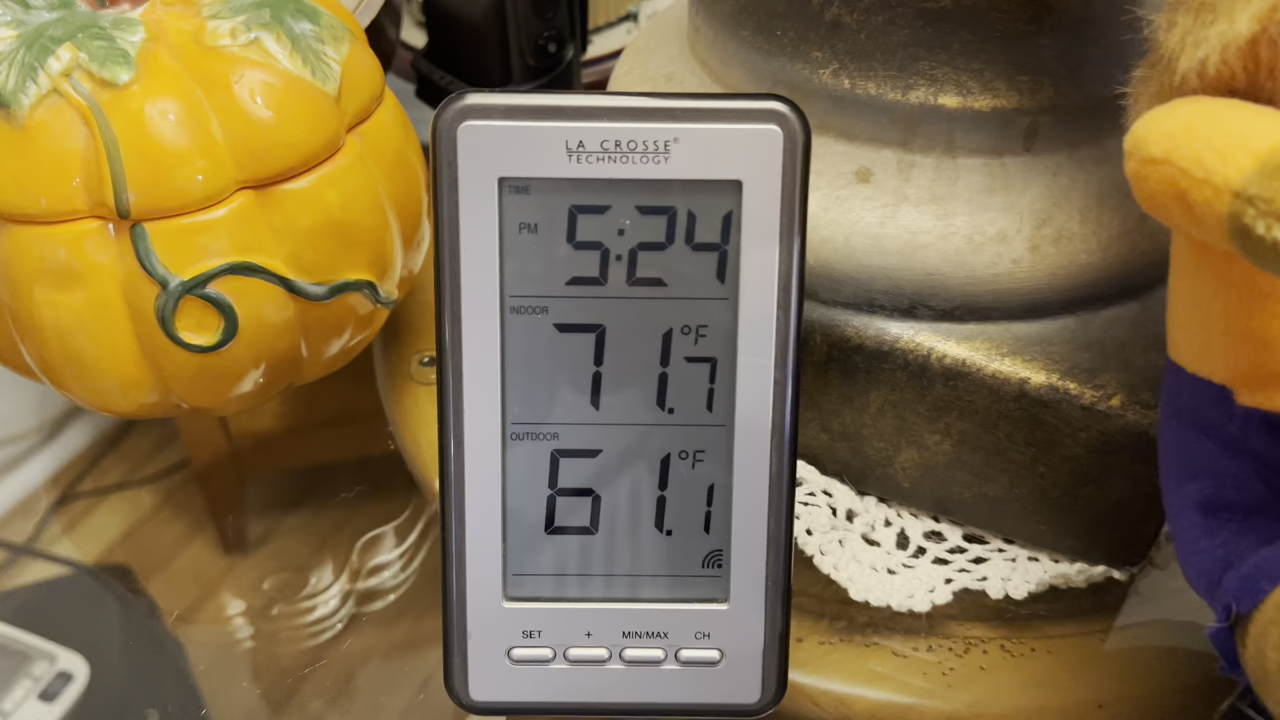 LA CROSSE®
TECHNOLOGY
TIME
PM 5:24
INDOOR
71.7 °F
OUTDOOR
61.1 °F
SET + MIN/MAX CH